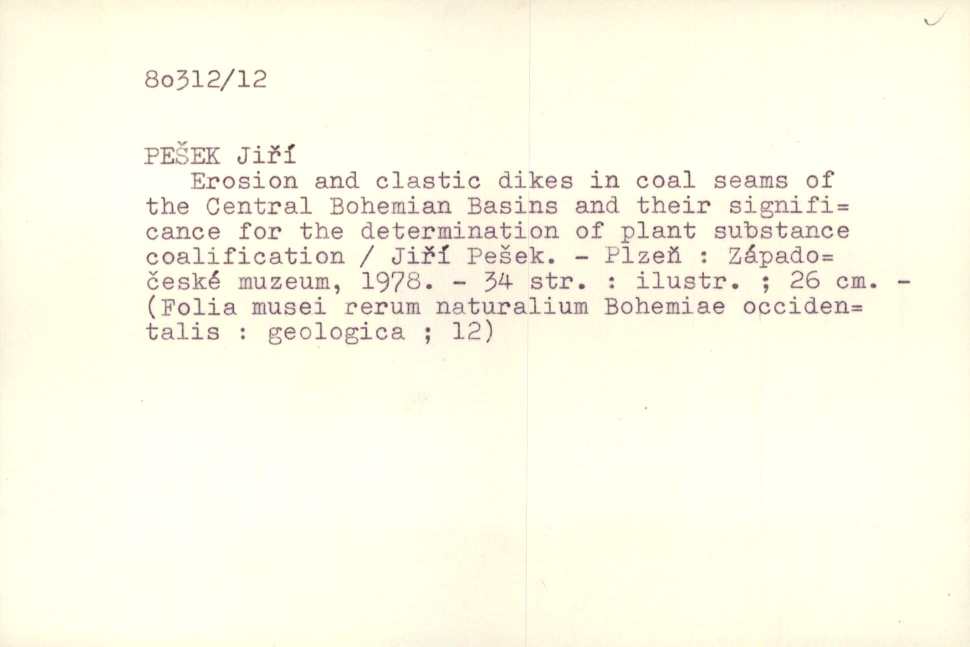 80312/12
PEŠEK Jiří
Erosion and clastic dikes in coal seams of
the Central Bohemian Basins and their signifi=
cance for the determination of plant substance
coalification / Jiří Pešek. - Plzeň : Západo=
české muzeum, 1978. - 34 str. : ilustr. ; 26 cm. -
(Folia musei rerum naturalium Bohemiae occiden=
talis : geologica ; 12)